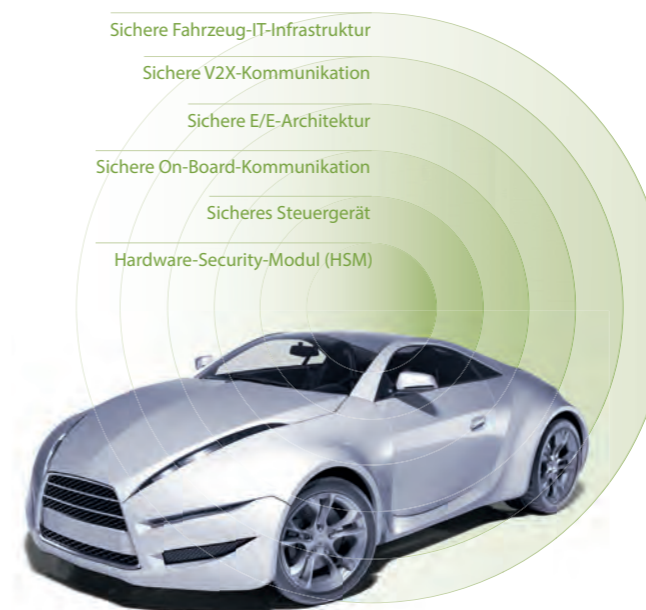 Sichere Fahrzeug-IT-Infrastruktur
Sichere V2X-Kommunikation
Sichere E/E-Architektur
Sichere On-Board-Kommunikation
Sicheres Steuergerät
Hardware-Security-Modul (HSM)